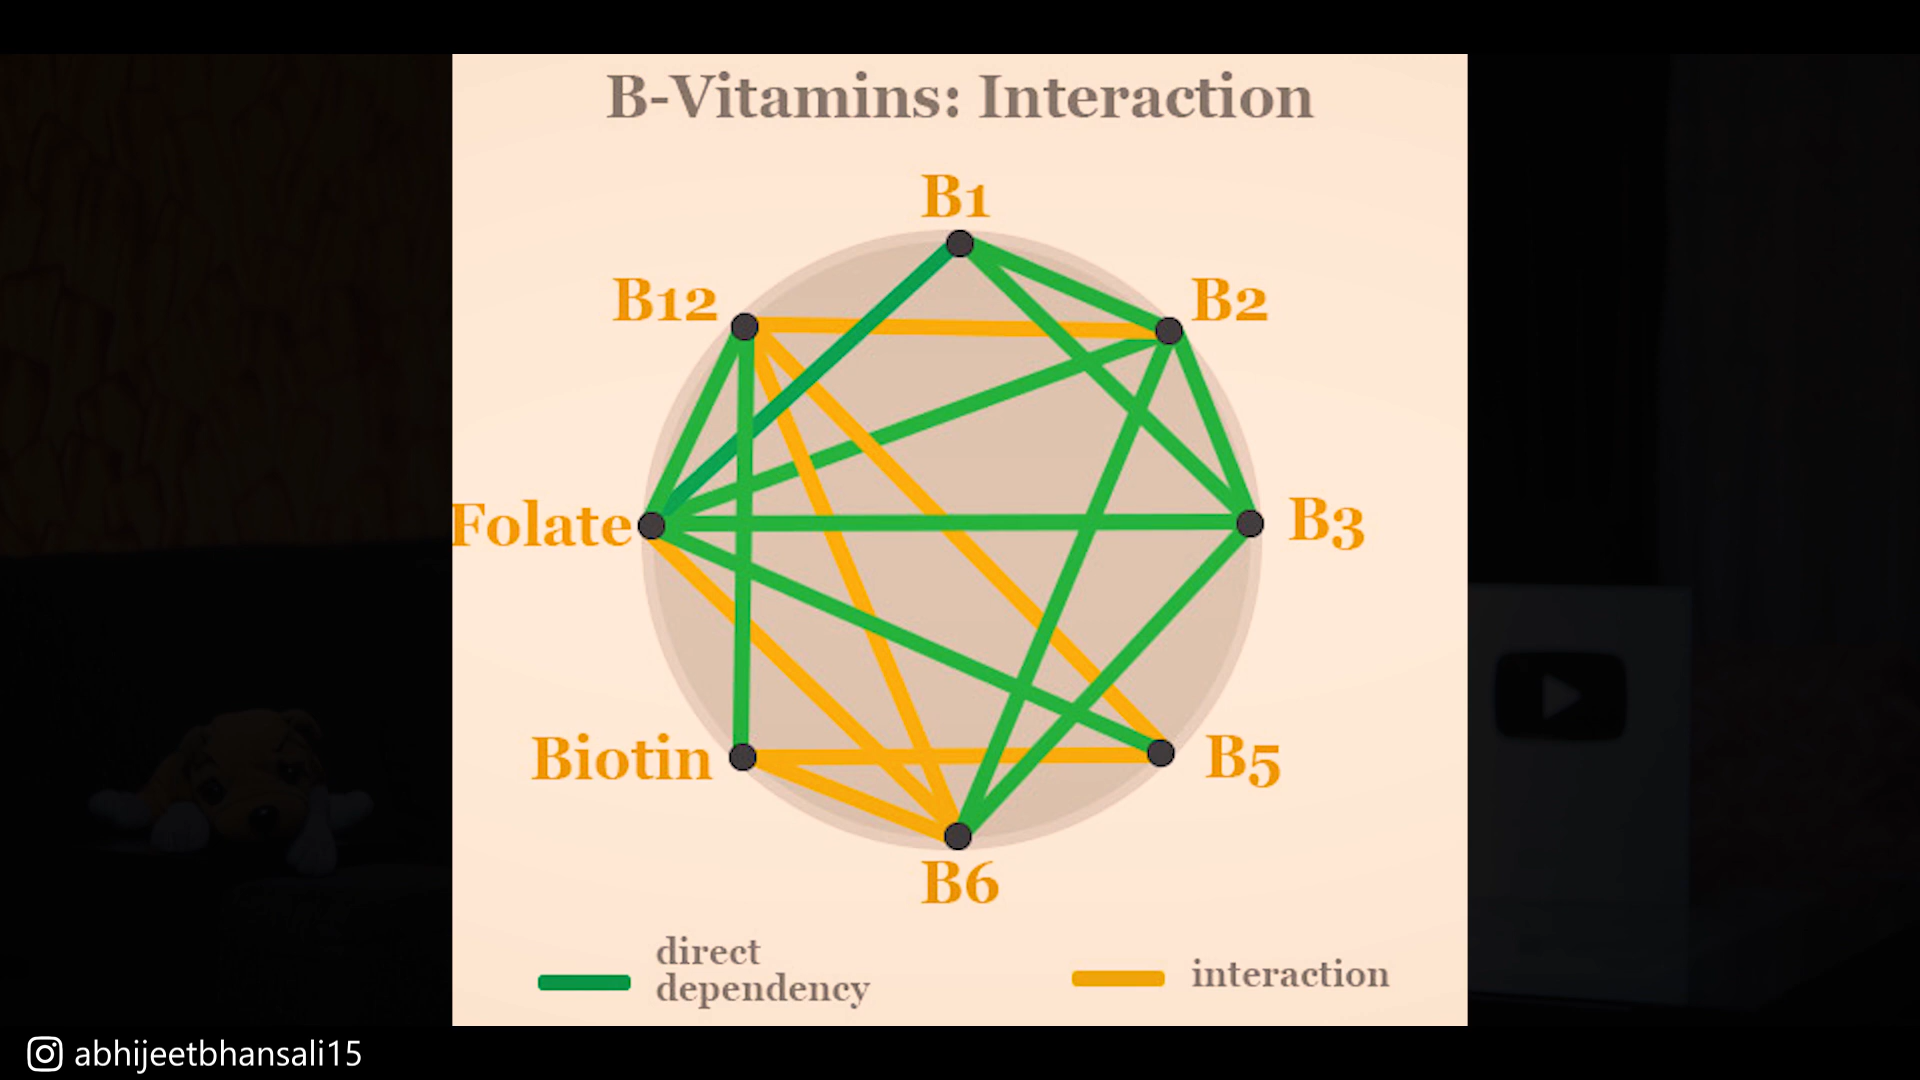 B-Vitamins: Interaction
B1
B12
B2
Folate
B3
Biotin
B5
B6
direct
dependency
interaction
abhijeetbhansali15